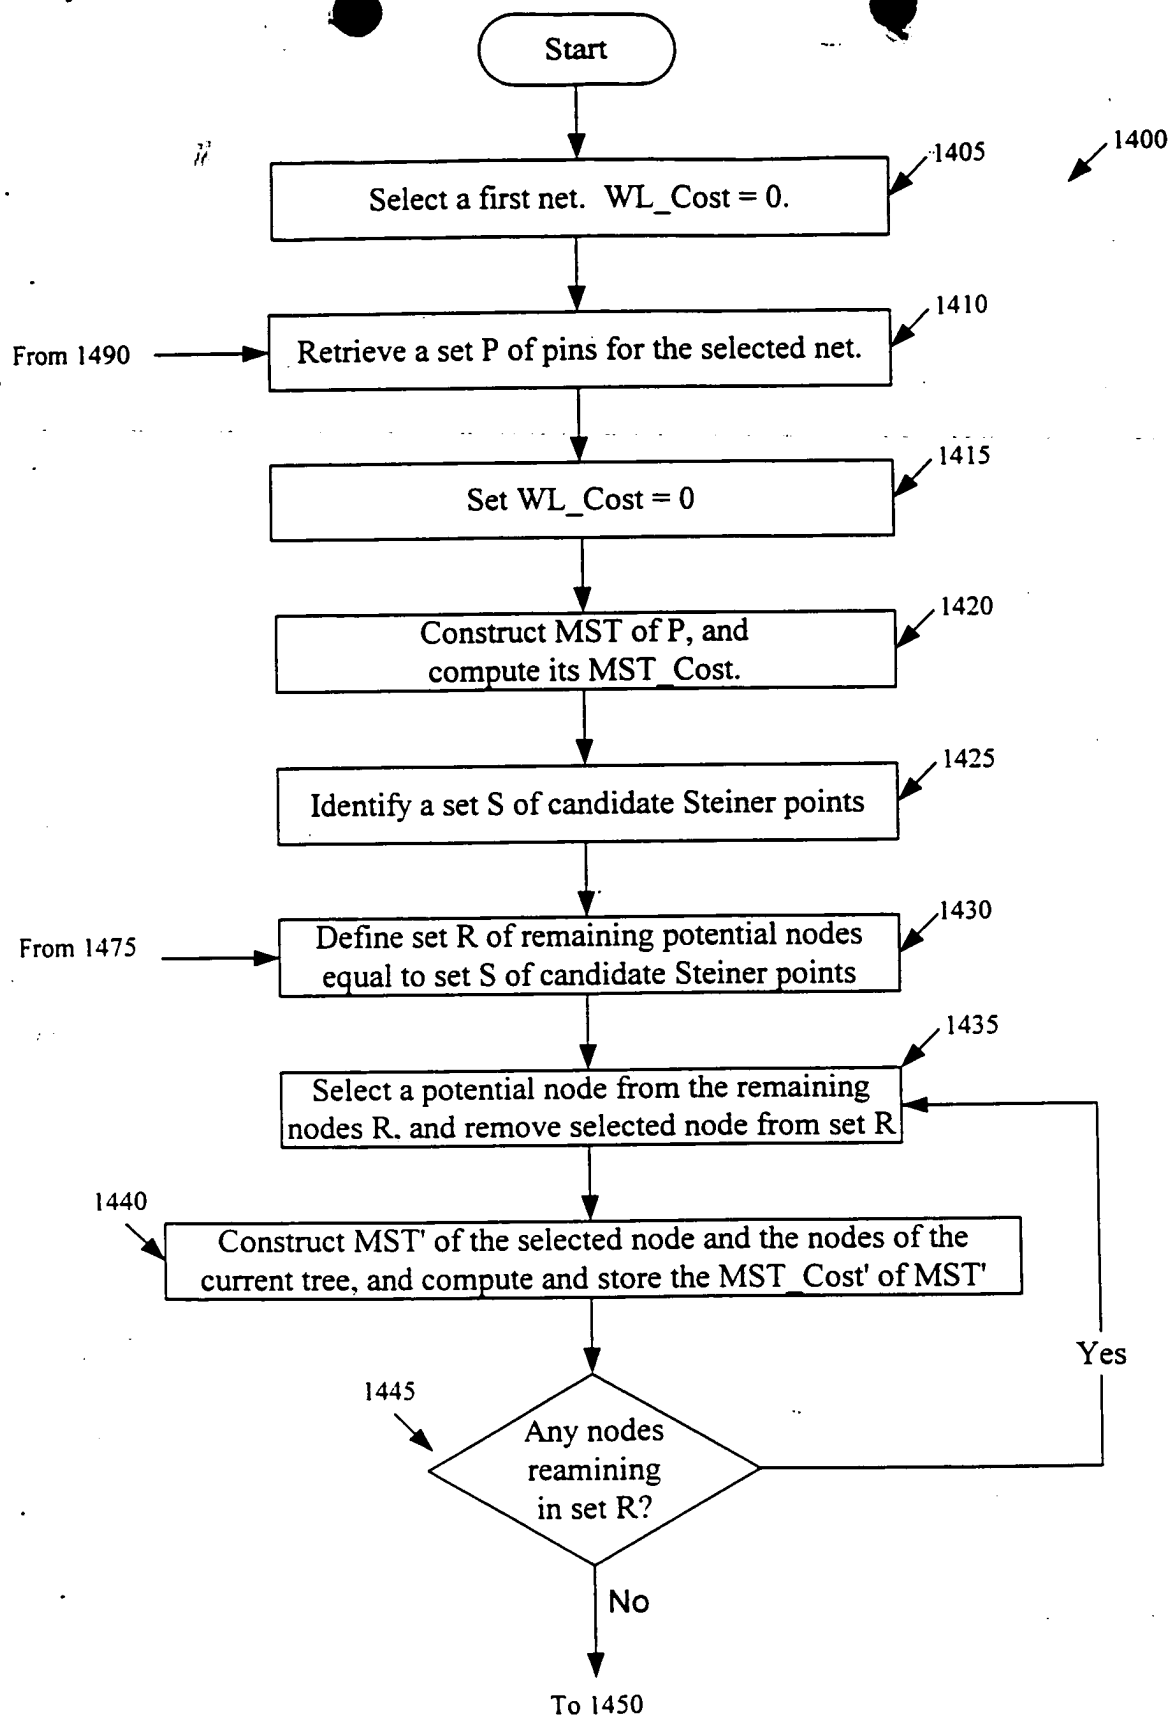 Start
1400
1405
Select a first net. WL_Cost = 0.
1410
From 1490
Retrieve a set P of pins for the selected net.
1415
Set WL_Cost = 0
1420
Construct MST of P, and
compute its MST_Cost.
1425
Identify a set S of candidate Steiner points
1430
From 1475
Define set R of remaining potential nodes
equal to set S of candidate Steiner points
1435
Select a potential node from the remaining
nodes R. and remove selected node from set R
1440
Construct MST' of the selected node and the nodes of the
current tree, and compute and store the MST_Cost' of MST'
Yes
1445
Any nodes
reamining
in set R?
No
To 1450